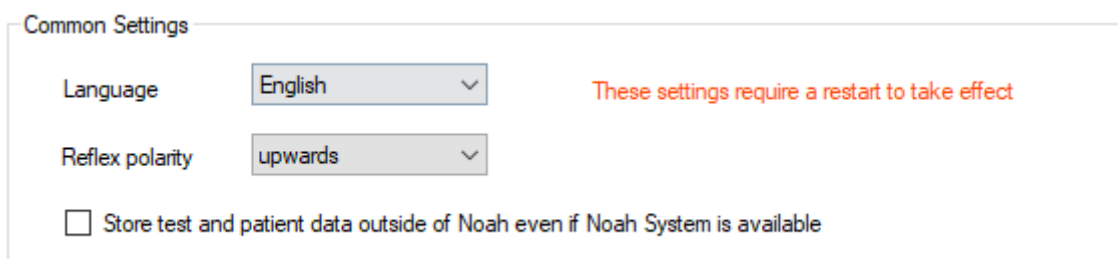 Common Settings
Language English These settings require a restart to take effect
Reflex polarity upwards
Store test and patient data outside of Noah even if Noah System is available